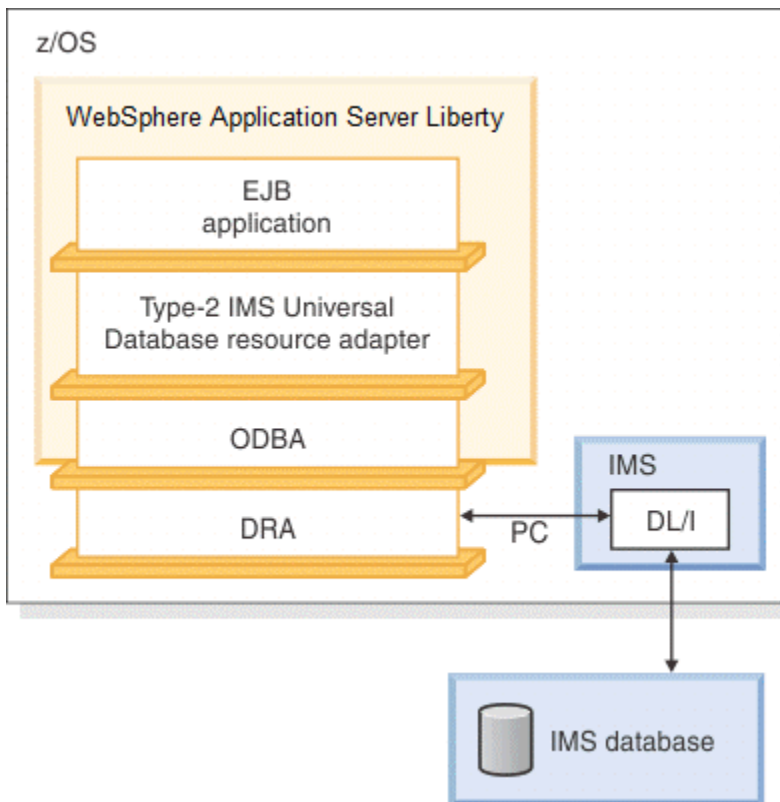 z/OS
WebSphere Application Server Liberty
EJB
application
Type-2 IMS Universal
Database resource adapter
ODBA
DRA
PC
IMS
DL/I
IMS database